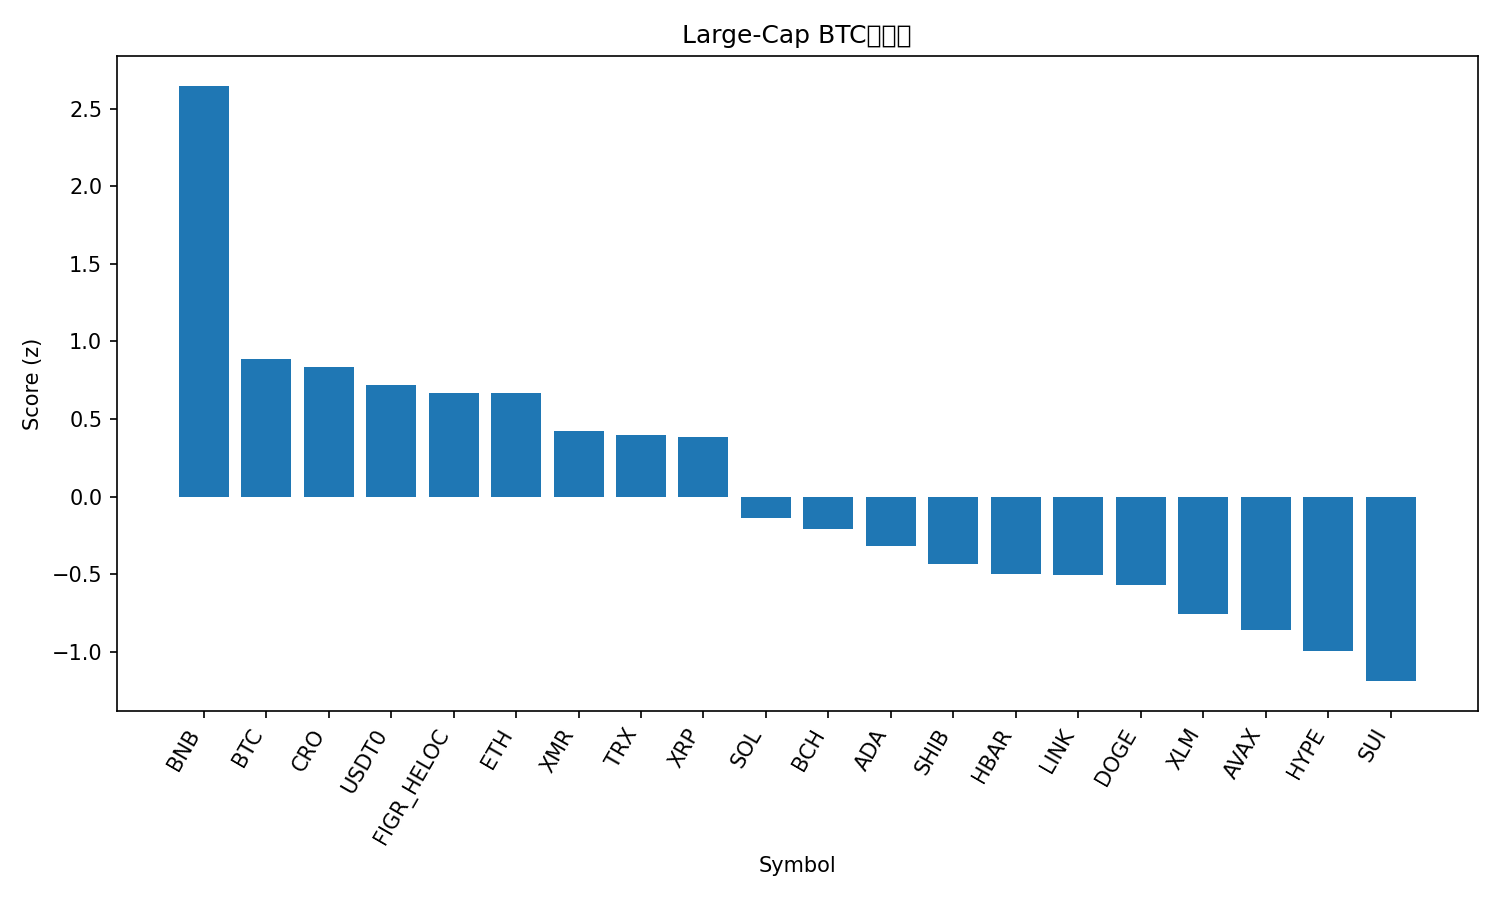 Large-Cap BTC
Score (z)
2.5
2.0
1.5
1.0
0.5
0.0
−0.5
−1.0
BNB
BTC
CRO
USDT0
FIGR_HELOC
ETH
XMR
TRX
XRP
SOL
BCH
ADA
SHIB
HBAR
LINK
DOGE
XLM
AVAX
HYPE
SUI
Symbol